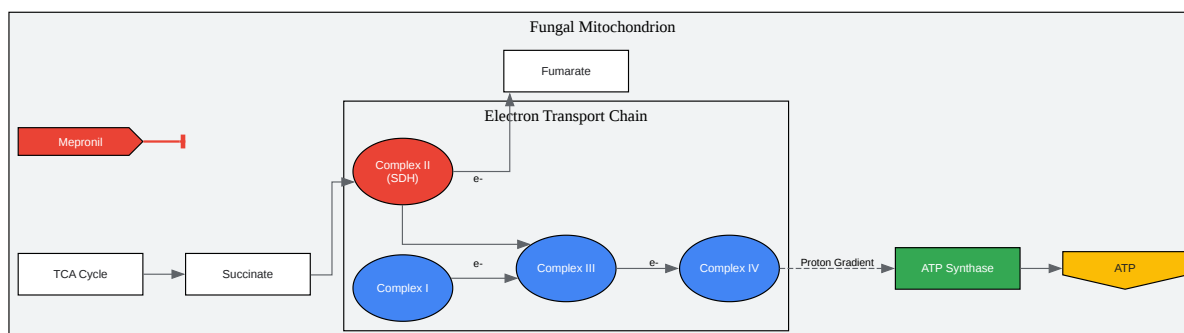 Fungal Mitochondrion
Fumarate
Electron Transport Chain
Mepronil
Complex II
(SDH)
e-
TCA Cycle
Succinate
Complex I
e-
Complex III
e-
Complex IV
Proton Gradient
ATP Synthase
ATP